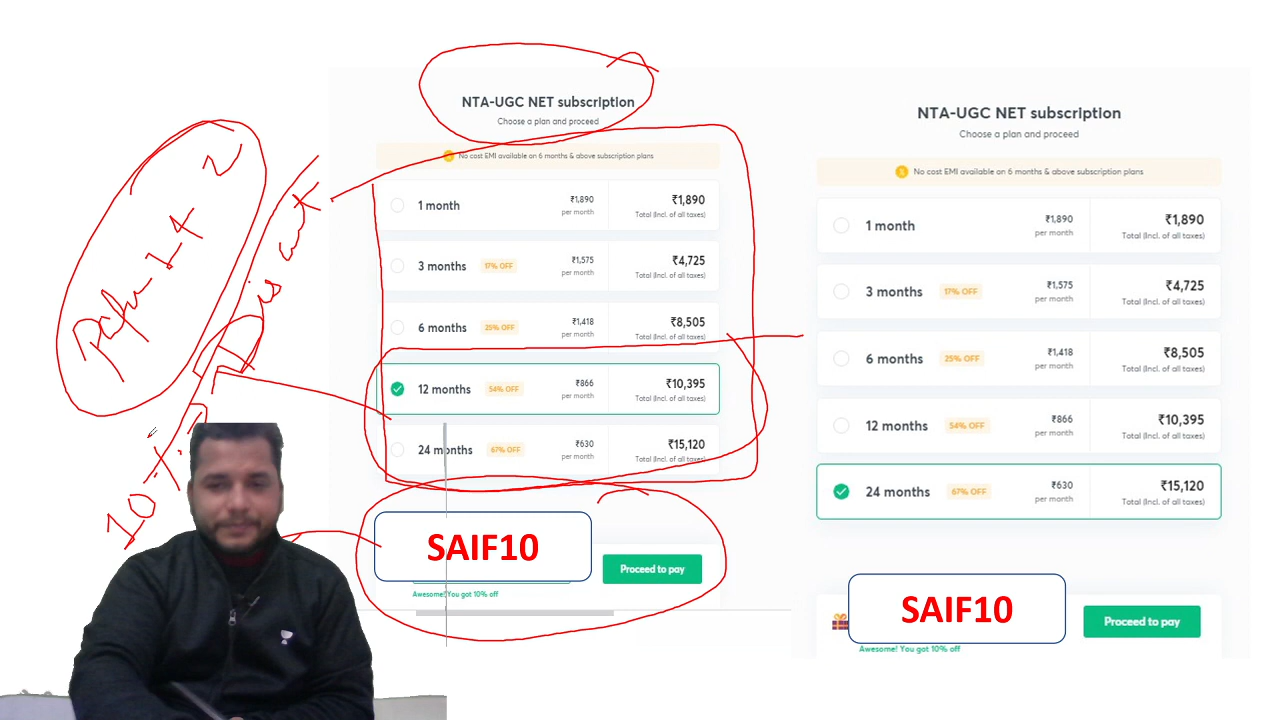 NTA-UGC NET subscription
Choose a plan and proceed
No cost EMI available on 6 months & above subscription plans
1 month ₹1,890 ₹1,890
per month Total (Incl. of all taxes)
3 months 17% OFF ₹1,575 ₹4,725
per month Total (Incl. of all taxes)
6 months 25% OFF ₹1,418 ₹8,505
per month Total (Incl. of all taxes)
12 months 54% OFF ₹866 ₹10,395
per month Total (Incl. of all taxes)
24 months 67% OFF ₹630 ₹15,120
per month Total (Incl. of all taxes)
SAIF10
Proceed to pay
Awesome! You got 10% off
NTA-UGC NET subscription
Choose a plan and proceed
No cost EMI available on 6 months & above subscription plans
1 month ₹1,890 ₹1,890
per month Total (Incl. of all taxes)
3 months 17% OFF ₹1,575 ₹4,725
per month Total (Incl. of all taxes)
6 months 25% OFF ₹1,418 ₹8,505
per month Total (Incl. of all taxes)
12 months 54% OFF ₹866 ₹10,395
per month Total (Incl. of all taxes)
24 months 67% OFF ₹630 ₹15,120
per month Total (Incl. of all taxes)
SAIF10
Proceed to pay
Awesome! You got 10% off
10%